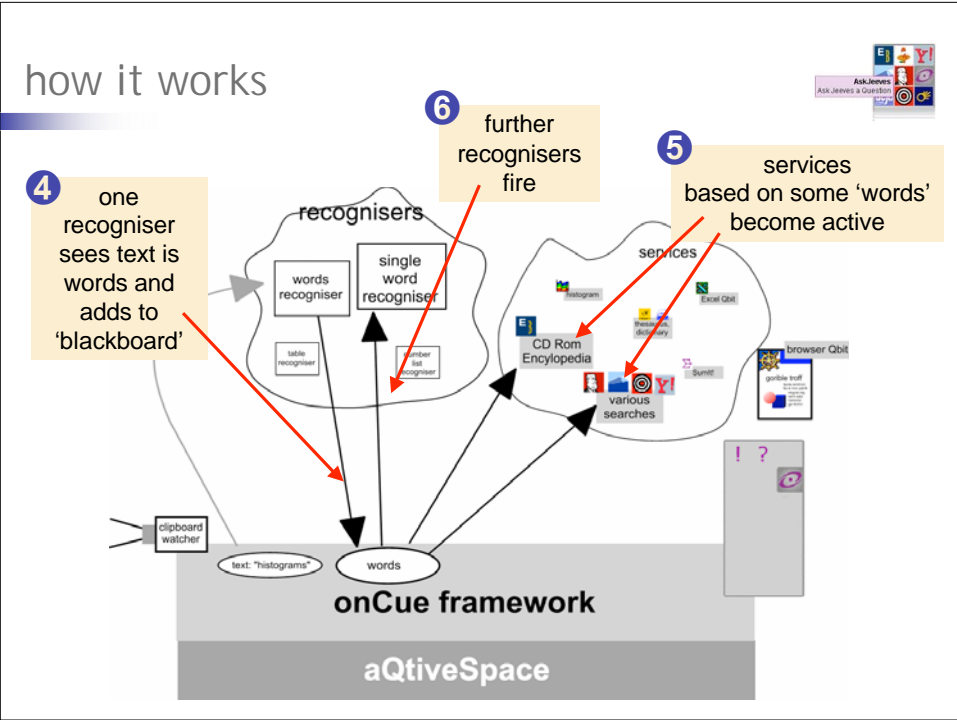 how it works
AskJeeves
Ask Jeeves a Question
6
further
recognisers
fire
5
services
based on some ‘words’
become active
4
one
recogniser
sees text is
words and
adds to
‘blackboard’
recognisers
words
recogniser
single
word
recogniser
table
recogniser
number
list
recogniser
services
histogram
Excel Qbit
thesaurus,
dictionary
CD Rom
Encylopedia
SumIt!
various
searches
browser Qbit
gorible troff
! ?
clipboard
watcher
text: "histograms"
words
onCue framework
aQtiveSpace